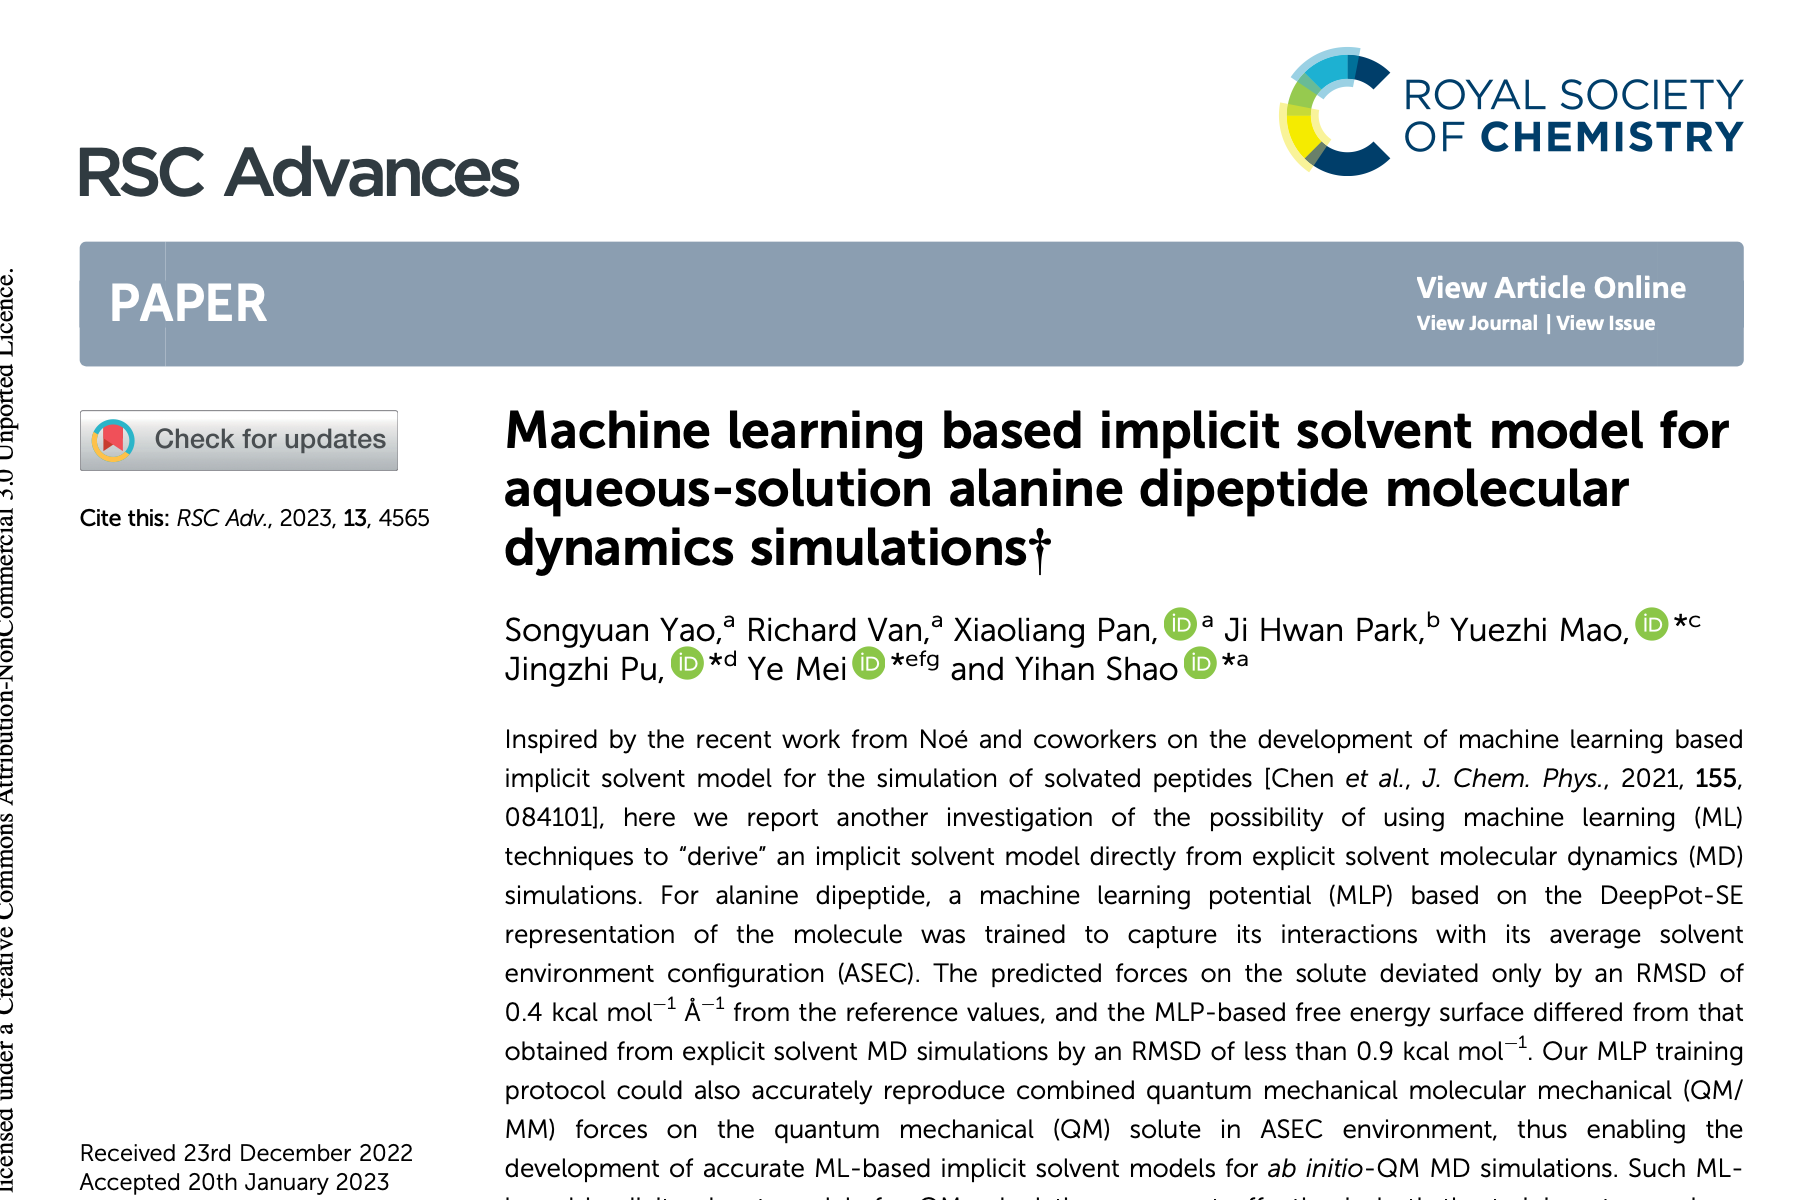 ROYAL SOCIETY
OF CHEMISTRY
RSC Advances
PAPER
View Article Online
View Journal | View Issue
Check for updates
Cite this: RSC Adv., 2023, 13, 4565
Received 23rd December 2022
Accepted 20th January 2023
licensed under a Creative Commons Attribution-NonCommercial 3.0 Unported Licence.
Machine learning based implicit solvent model for
aqueous-solution alanine dipeptide molecular
dynamics simulations†
Songyuan Yao,ᵃ Richard Van,ᵃ Xiaoliang Pan, iD ᵃ Ji Hwan Park,ᵇ Yuezhi Mao, iD *ᶜ
Jingzhi Pu, iD *ᵈ Ye Mei iD *ᵉᶠᵍ and Yihan Shao iD *ᵃ
Inspired by the recent work from Noé and coworkers on the development of machine learning based
implicit solvent model for the simulation of solvated peptides [Chen et al., J. Chem. Phys., 2021, 155,
084101], here we report another investigation of the possibility of using machine learning (ML)
techniques to “derive” an implicit solvent model directly from explicit solvent molecular dynamics (MD)
simulations. For alanine dipeptide, a machine learning potential (MLP) based on the DeepPot-SE
representation of the molecule was trained to capture its interactions with its average solvent
environment configuration (ASEC). The predicted forces on the solute deviated only by an RMSD of
0.4 kcal mol⁻¹ Å⁻¹ from the reference values, and the MLP-based free energy surface differed from that
obtained from explicit solvent MD simulations by an RMSD of less than 0.9 kcal mol⁻¹. Our MLP training
protocol could also accurately reproduce combined quantum mechanical molecular mechanical (QM/
MM) forces on the quantum mechanical (QM) solute in ASEC environment, thus enabling the
development of accurate ML-based implicit solvent models for ab initio-QM MD simulations. Such ML-